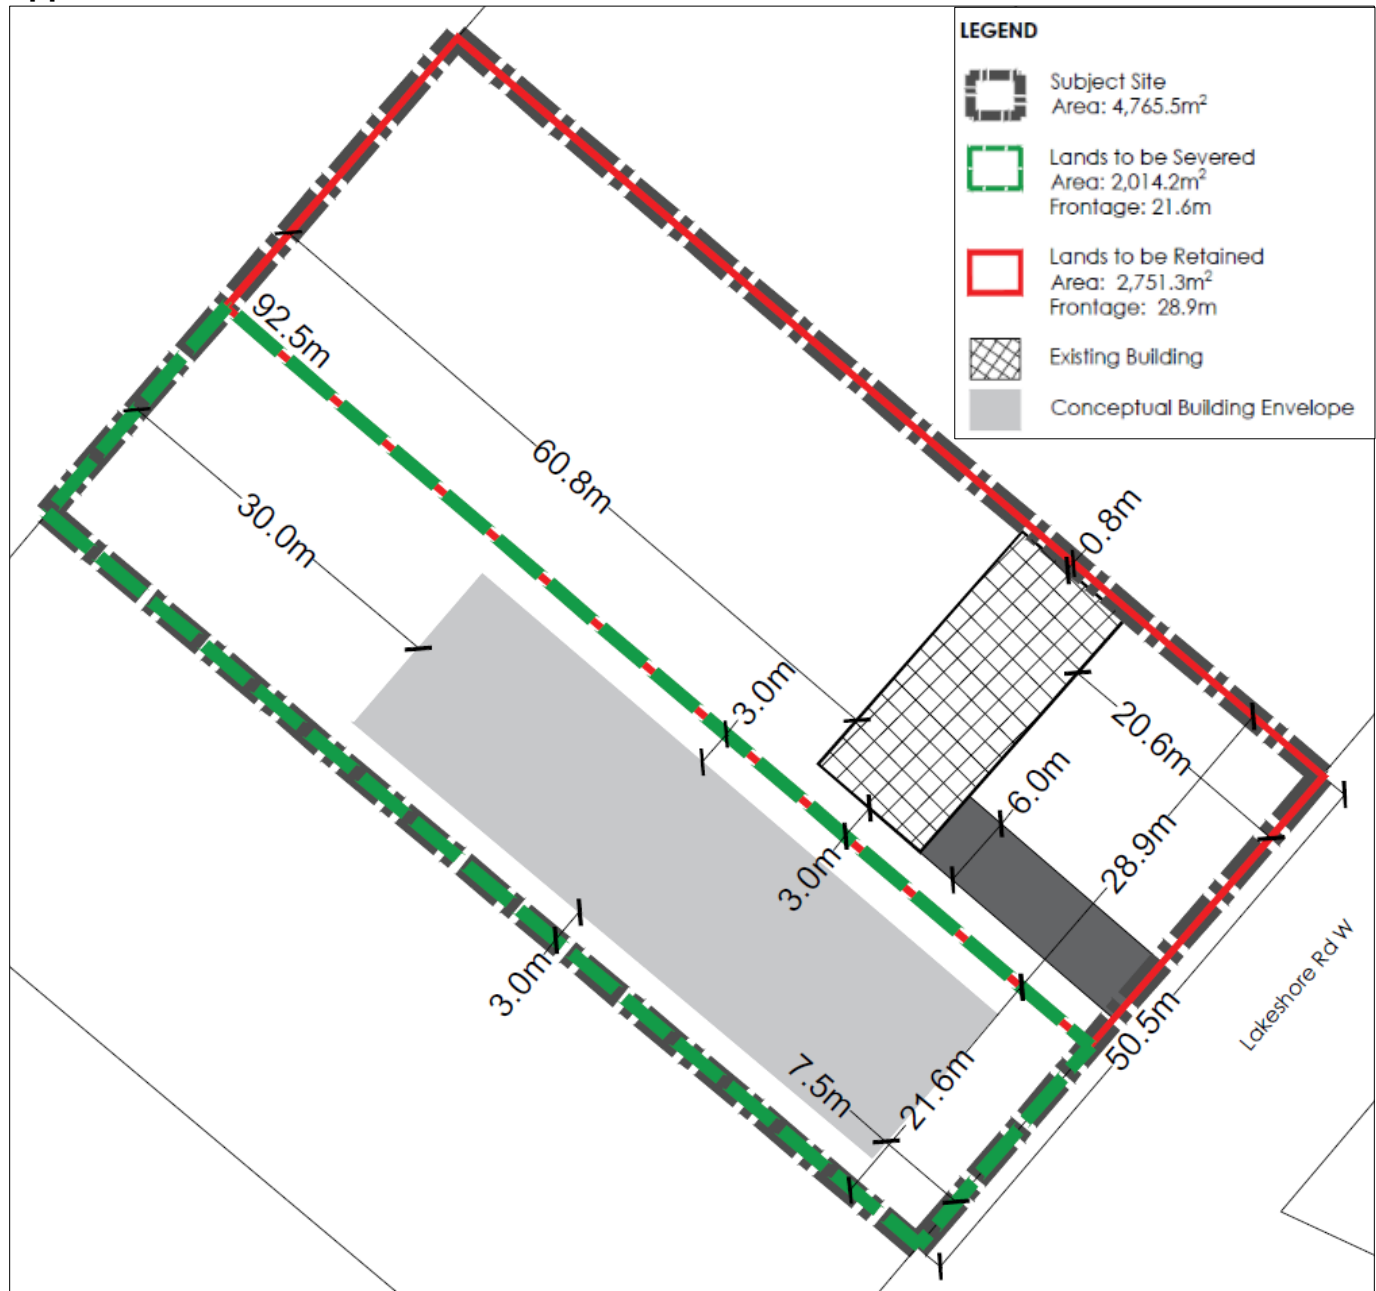 LEGEND
Subject Site
Area: 4,765.5m²
Lands to be Severed
Area: 2,014.2m²
Frontage: 21.6m
Lands to be Retained
Area: 2,751.3m²
Frontage: 28.9m
Existing Building
Conceptual Building Envelope
92.5m
60.8m
30.0m
0.8m
3.0m
20.6m
6.0m
28.9m
3.0m
3.0m
50.5m
Lakeshore Rd W
7.5m
21.6m